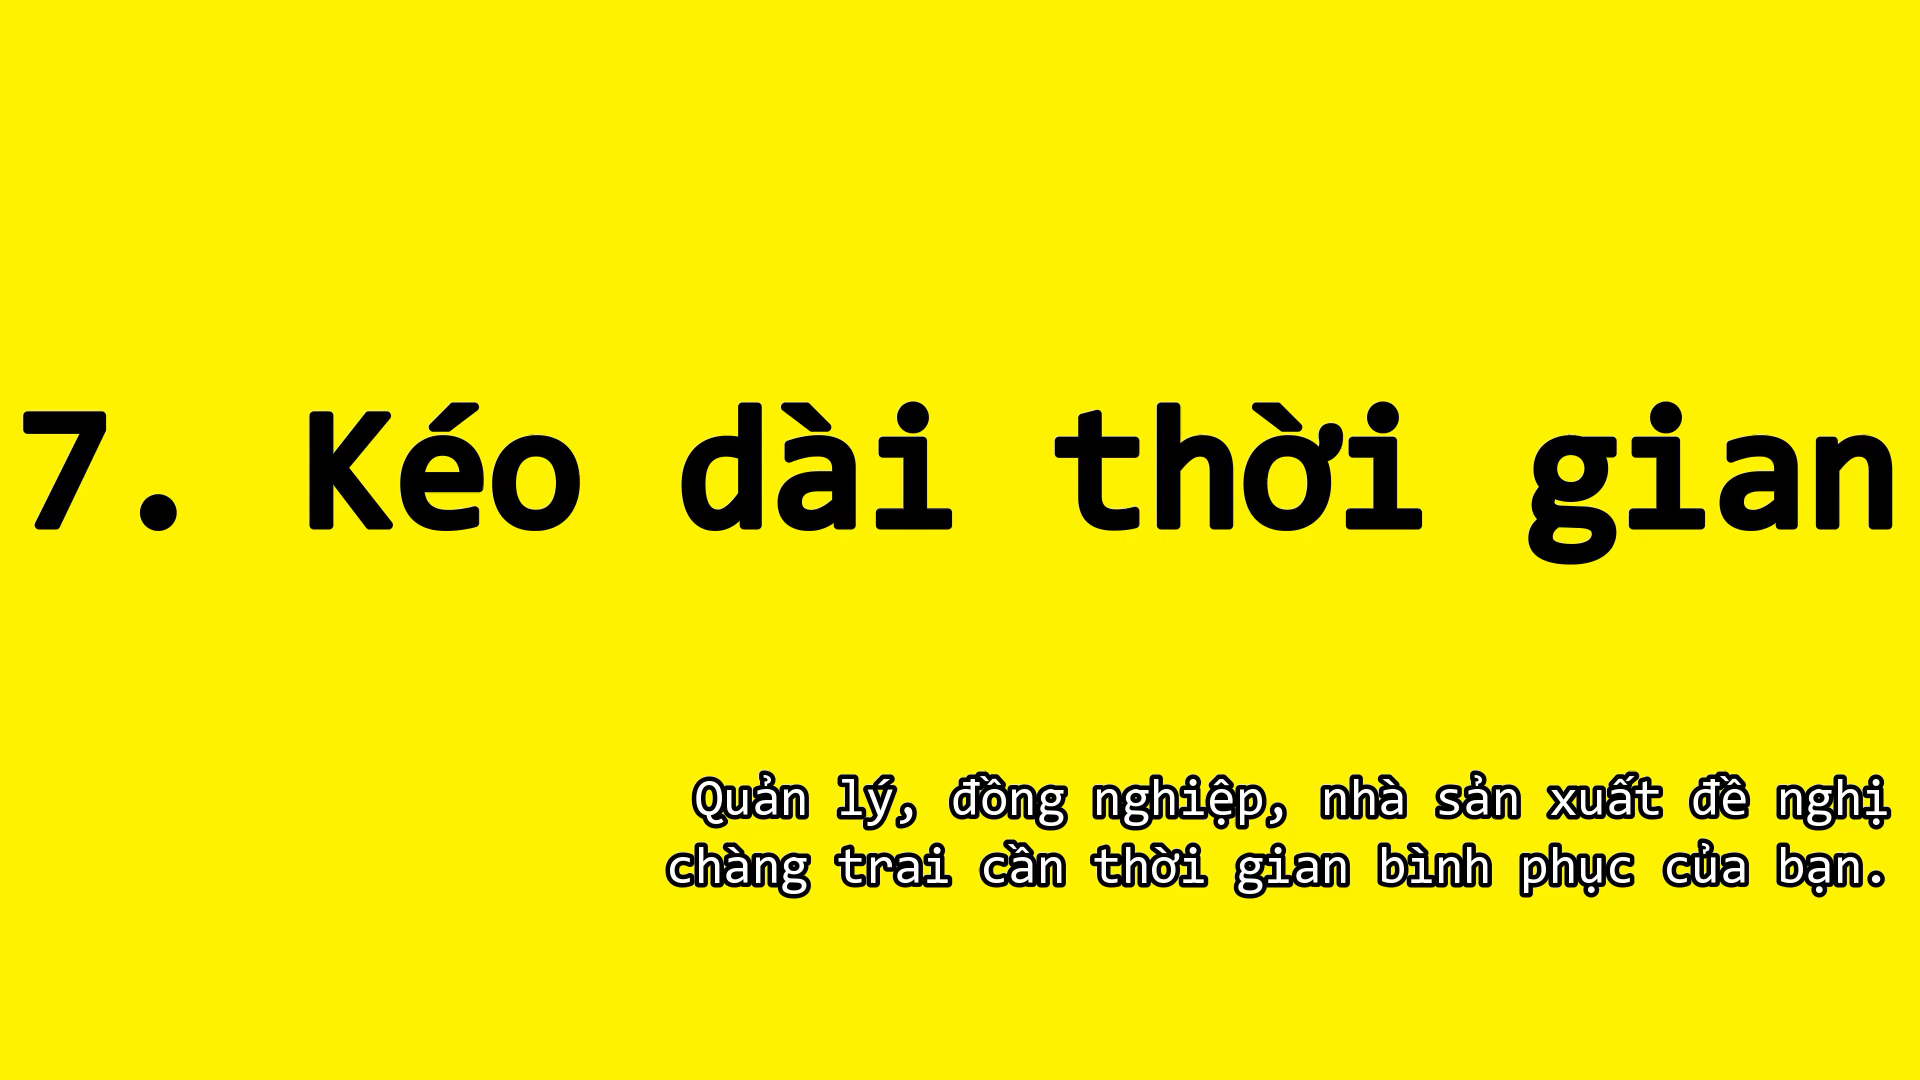 7. Kéo dài thời gian
Quản lý, đồng nghiệp, nhà sản xuất đề nghị
chàng trai cần thời gian bình phục của bạn.